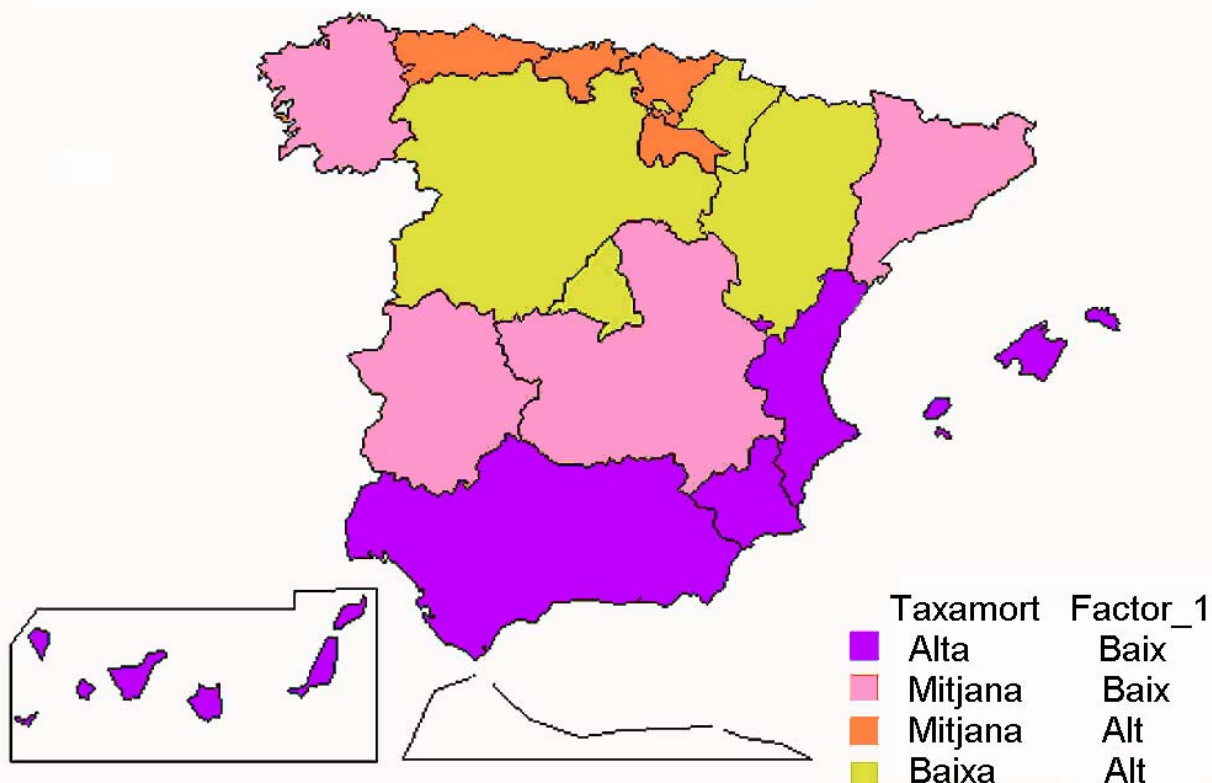 Taxamort Factor_1
Alta Baix
Mitjana Baix
Mitjana Alt
Baixa Alt